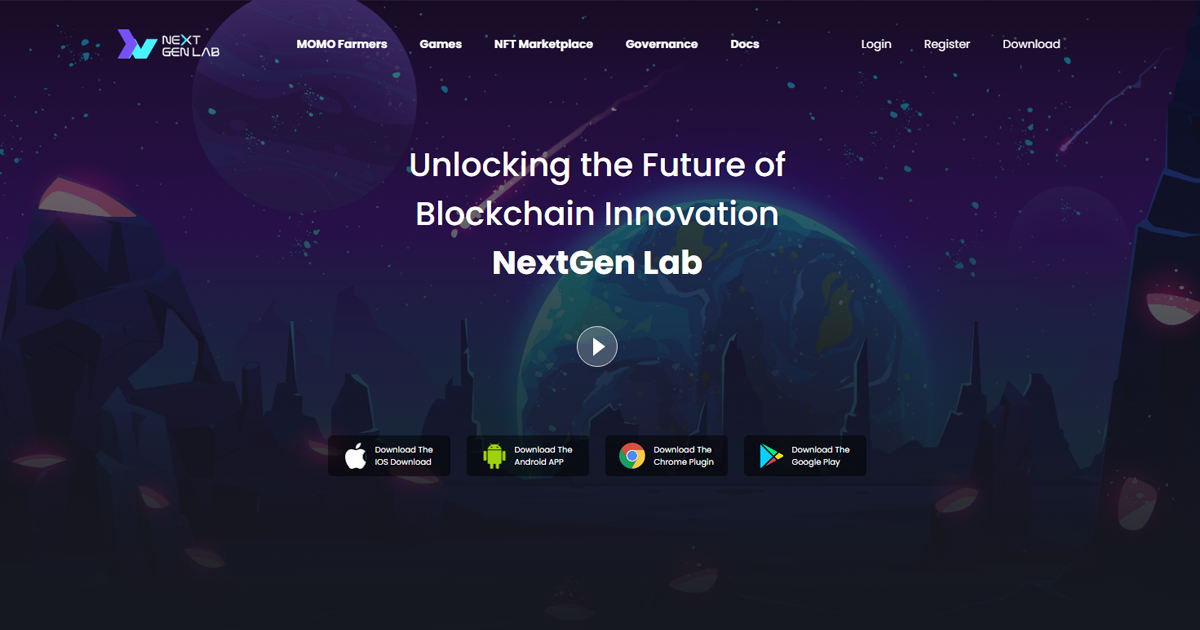 NEXT
GEN LAB
MOMO Farmers
Games
NFT Marketplace
Governance
Docs
Login
Register
Download
Unlocking the Future of
Blockchain Innovation
NextGen Lab
Download The
IOS Download
Download The
Android APP
Download The
Chrome Plugin
Download The
Google Play